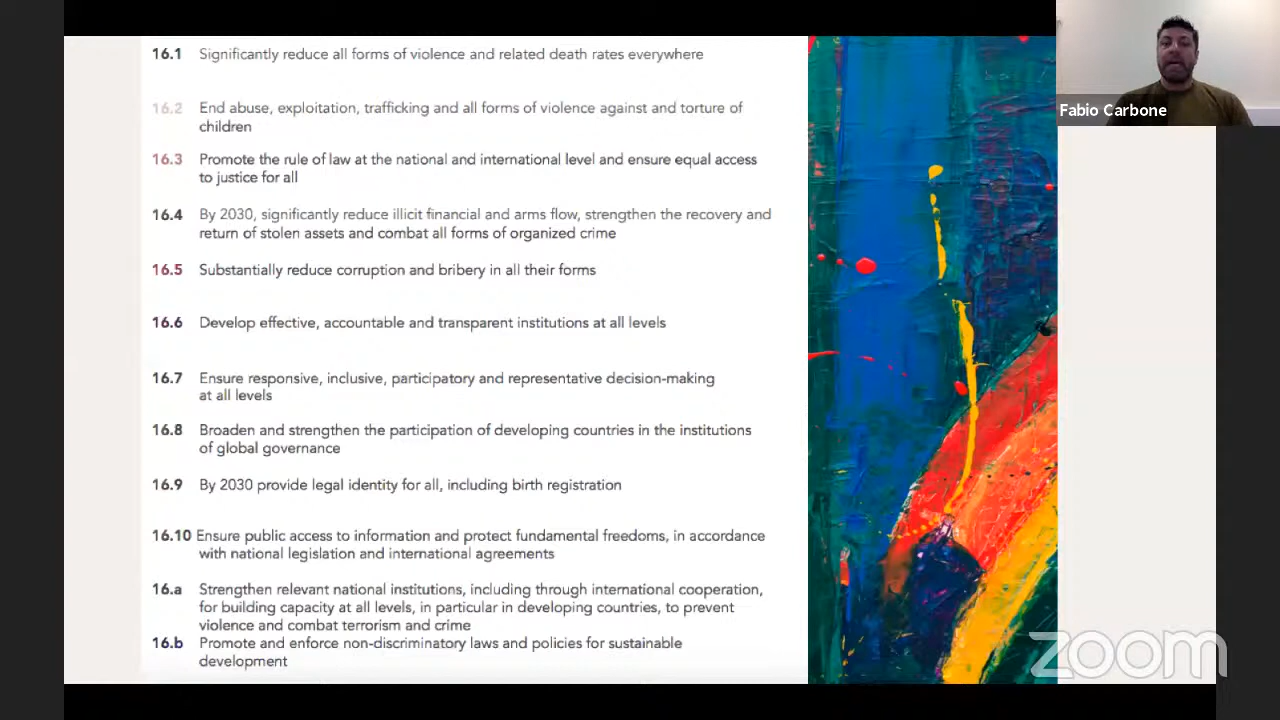 16.1 Significantly reduce all forms of violence and related death rates everywhere
16.2 End abuse, exploitation, trafficking and all forms of violence against and torture of
children
16.3 Promote the rule of law at the national and international level and ensure equal access
to justice for all
16.4 By 2030, significantly reduce illicit financial and arms flow, strengthen the recovery and
return of stolen assets and combat all forms of organized crime
16.5 Substantially reduce corruption and bribery in all their forms
16.6 Develop effective, accountable and transparent institutions at all levels
16.7 Ensure responsive, inclusive, participatory and representative decision-making
at all levels
16.8 Broaden and strengthen the participation of developing countries in the institutions
of global governance
16.9 By 2030 provide legal identity for all, including birth registration
16.10 Ensure public access to information and protect fundamental freedoms, in accordance
with national legislation and international agreements
16.a Strengthen relevant national institutions, including through international cooperation,
for building capacity at all levels, in particular in developing countries, to prevent
violence and combat terrorism and crime
16.b Promote and enforce non-discriminatory laws and policies for sustainable
development
Fabio Carbone
zoom